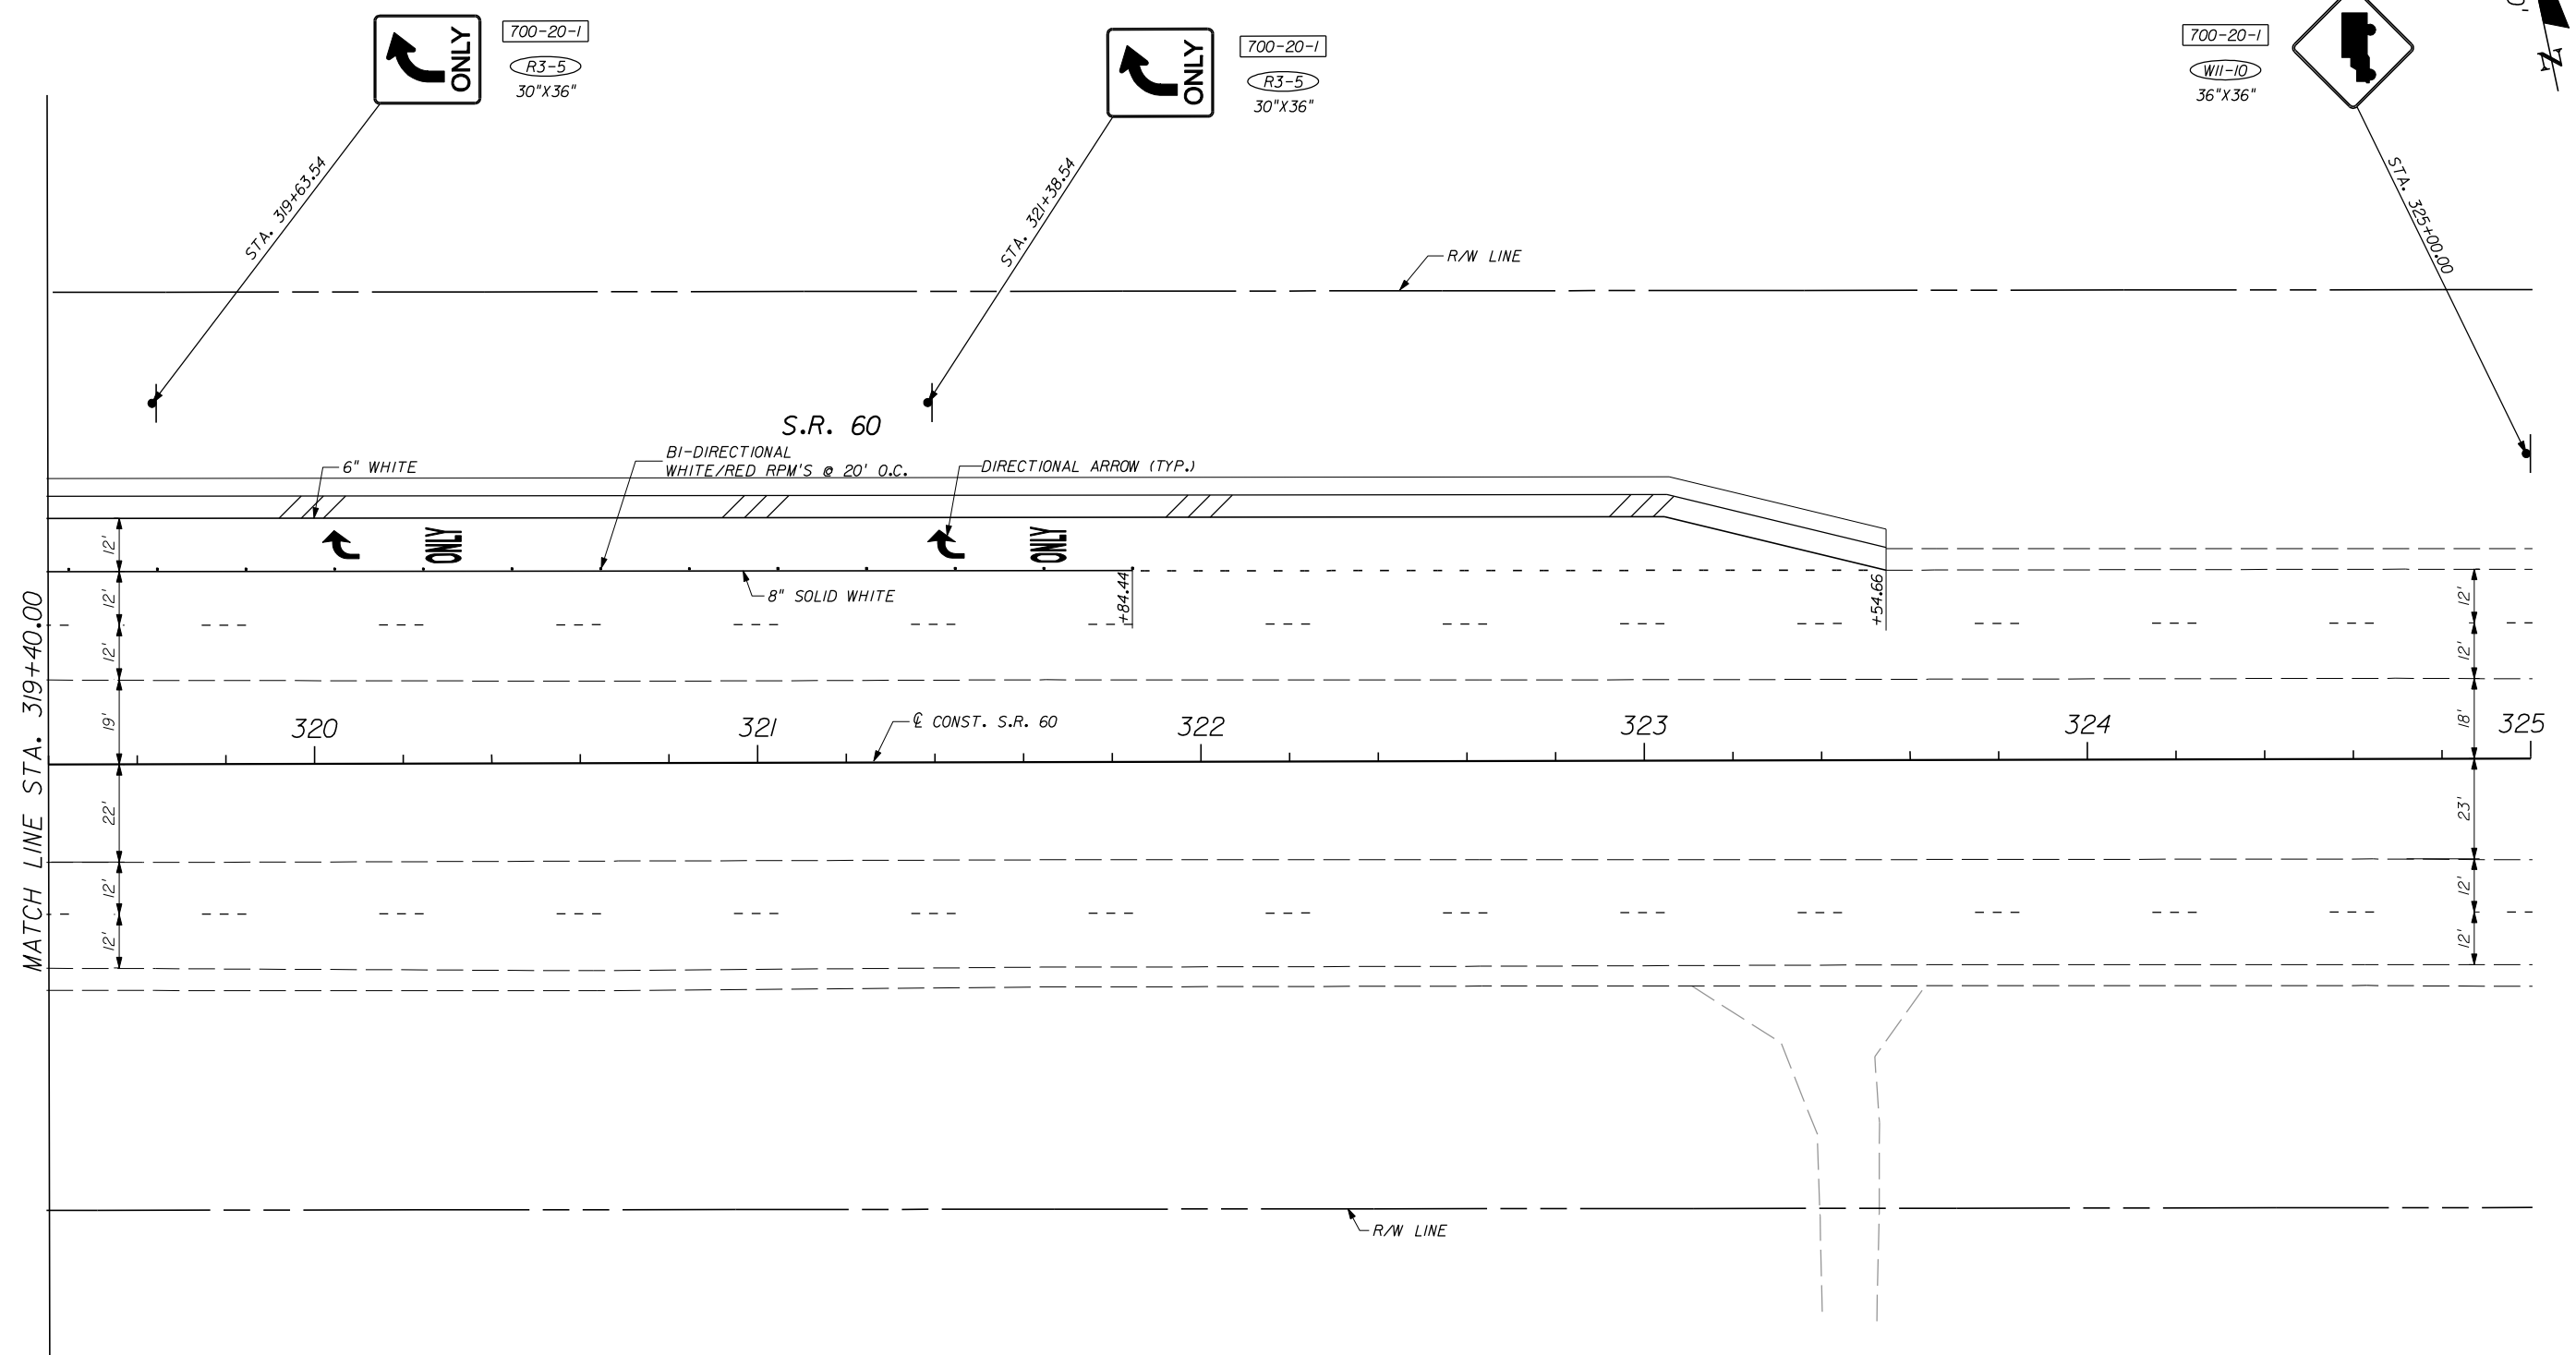 ONLY
700-20-1
R3-5
30"X36"
ONLY
700-20-1
R3-5
30"X36"
700-20-1
W11-10
36"X36"
N
STA. 319+63.54
STA. 321+38.54
STA. 325+00.00
R/W LINE
S.R. 60
6" WHITE
BI-DIRECTIONAL
WHITE/RED RPM'S @ 20' O.C.
DIRECTIONAL ARROW (TYP.)
ONLY
ONLY
8" SOLID WHITE
+84.44
+54.66
12'
12'
12'
19'
22'
12'
12'
MATCH LINE STA. 319+40.00
12'
12'
18'
23'
12'
12'
320
321
℄ CONST. S.R. 60
322
323
324
325
R/W LINE